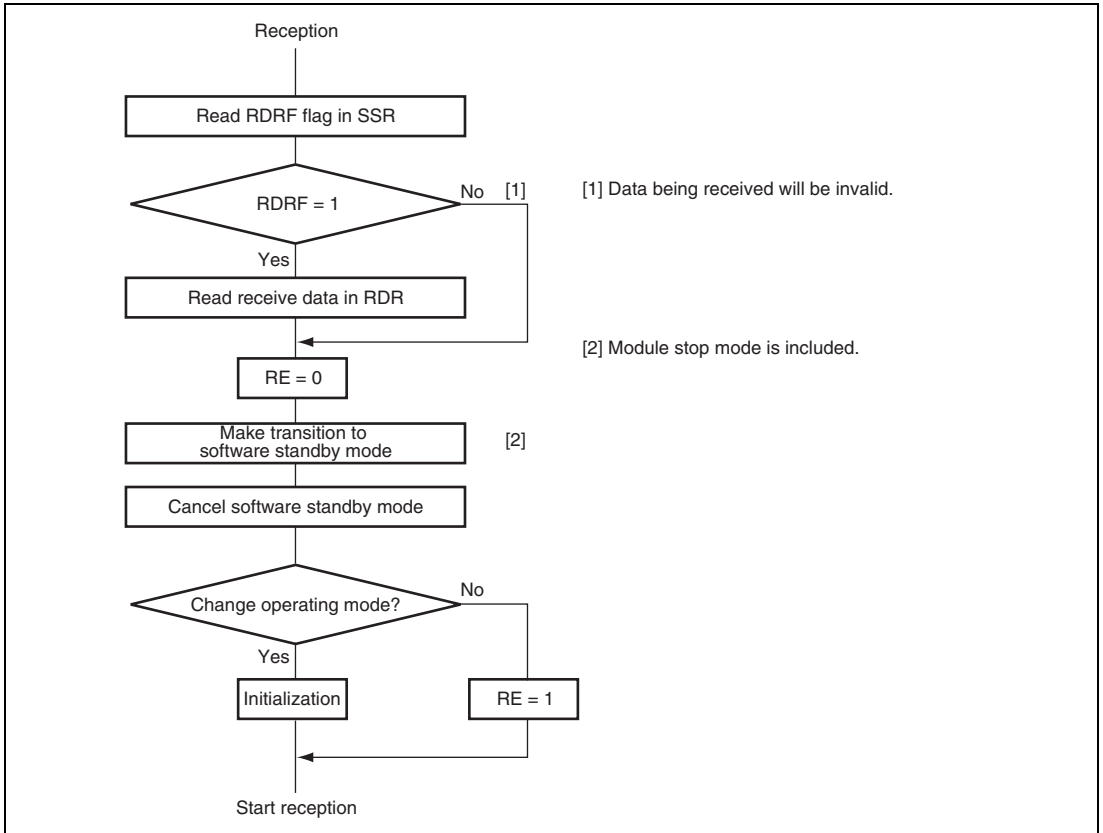 Reception
Read RDRF flag in SSR
RDRF = 1
No [1]
[1] Data being received will be invalid.
Yes
Read receive data in RDR
[2] Module stop mode is included.
RE = 0
Make transition to
software standby mode
[2]
Cancel software standby mode
Change operating mode?
No
Yes
Initialization
RE = 1
Start reception